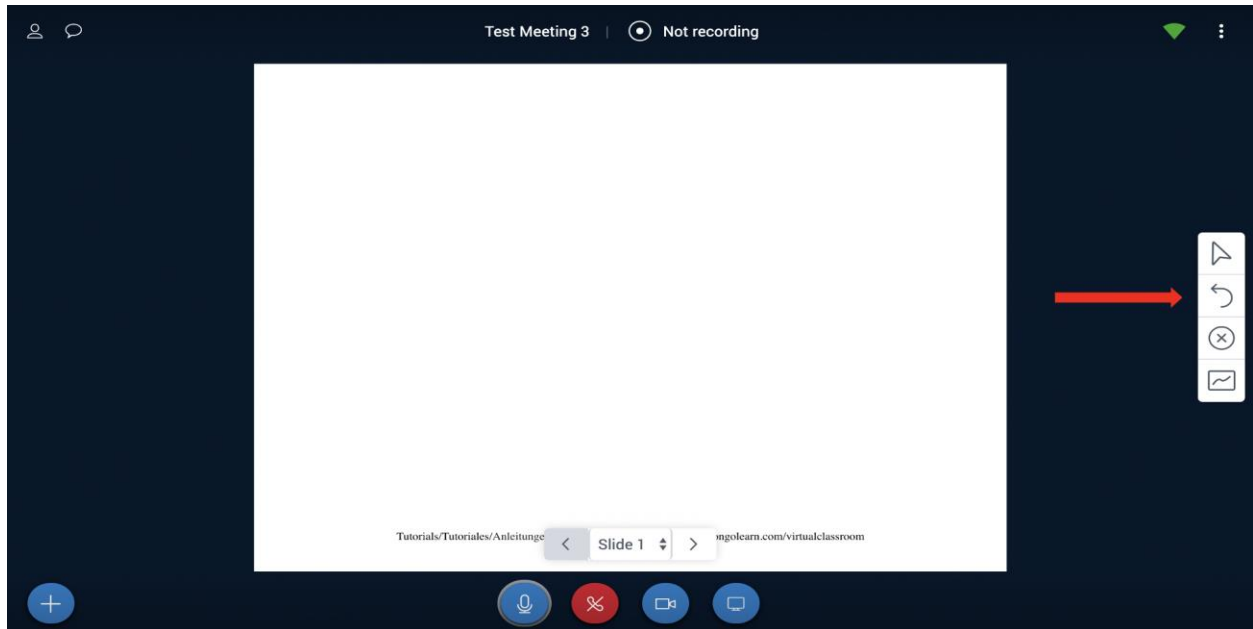 Test Meeting 3 | Not recording
Tutorials/Tutoriales/Anleitunge
ongolearn.com/virtualclassroom
Slide 1